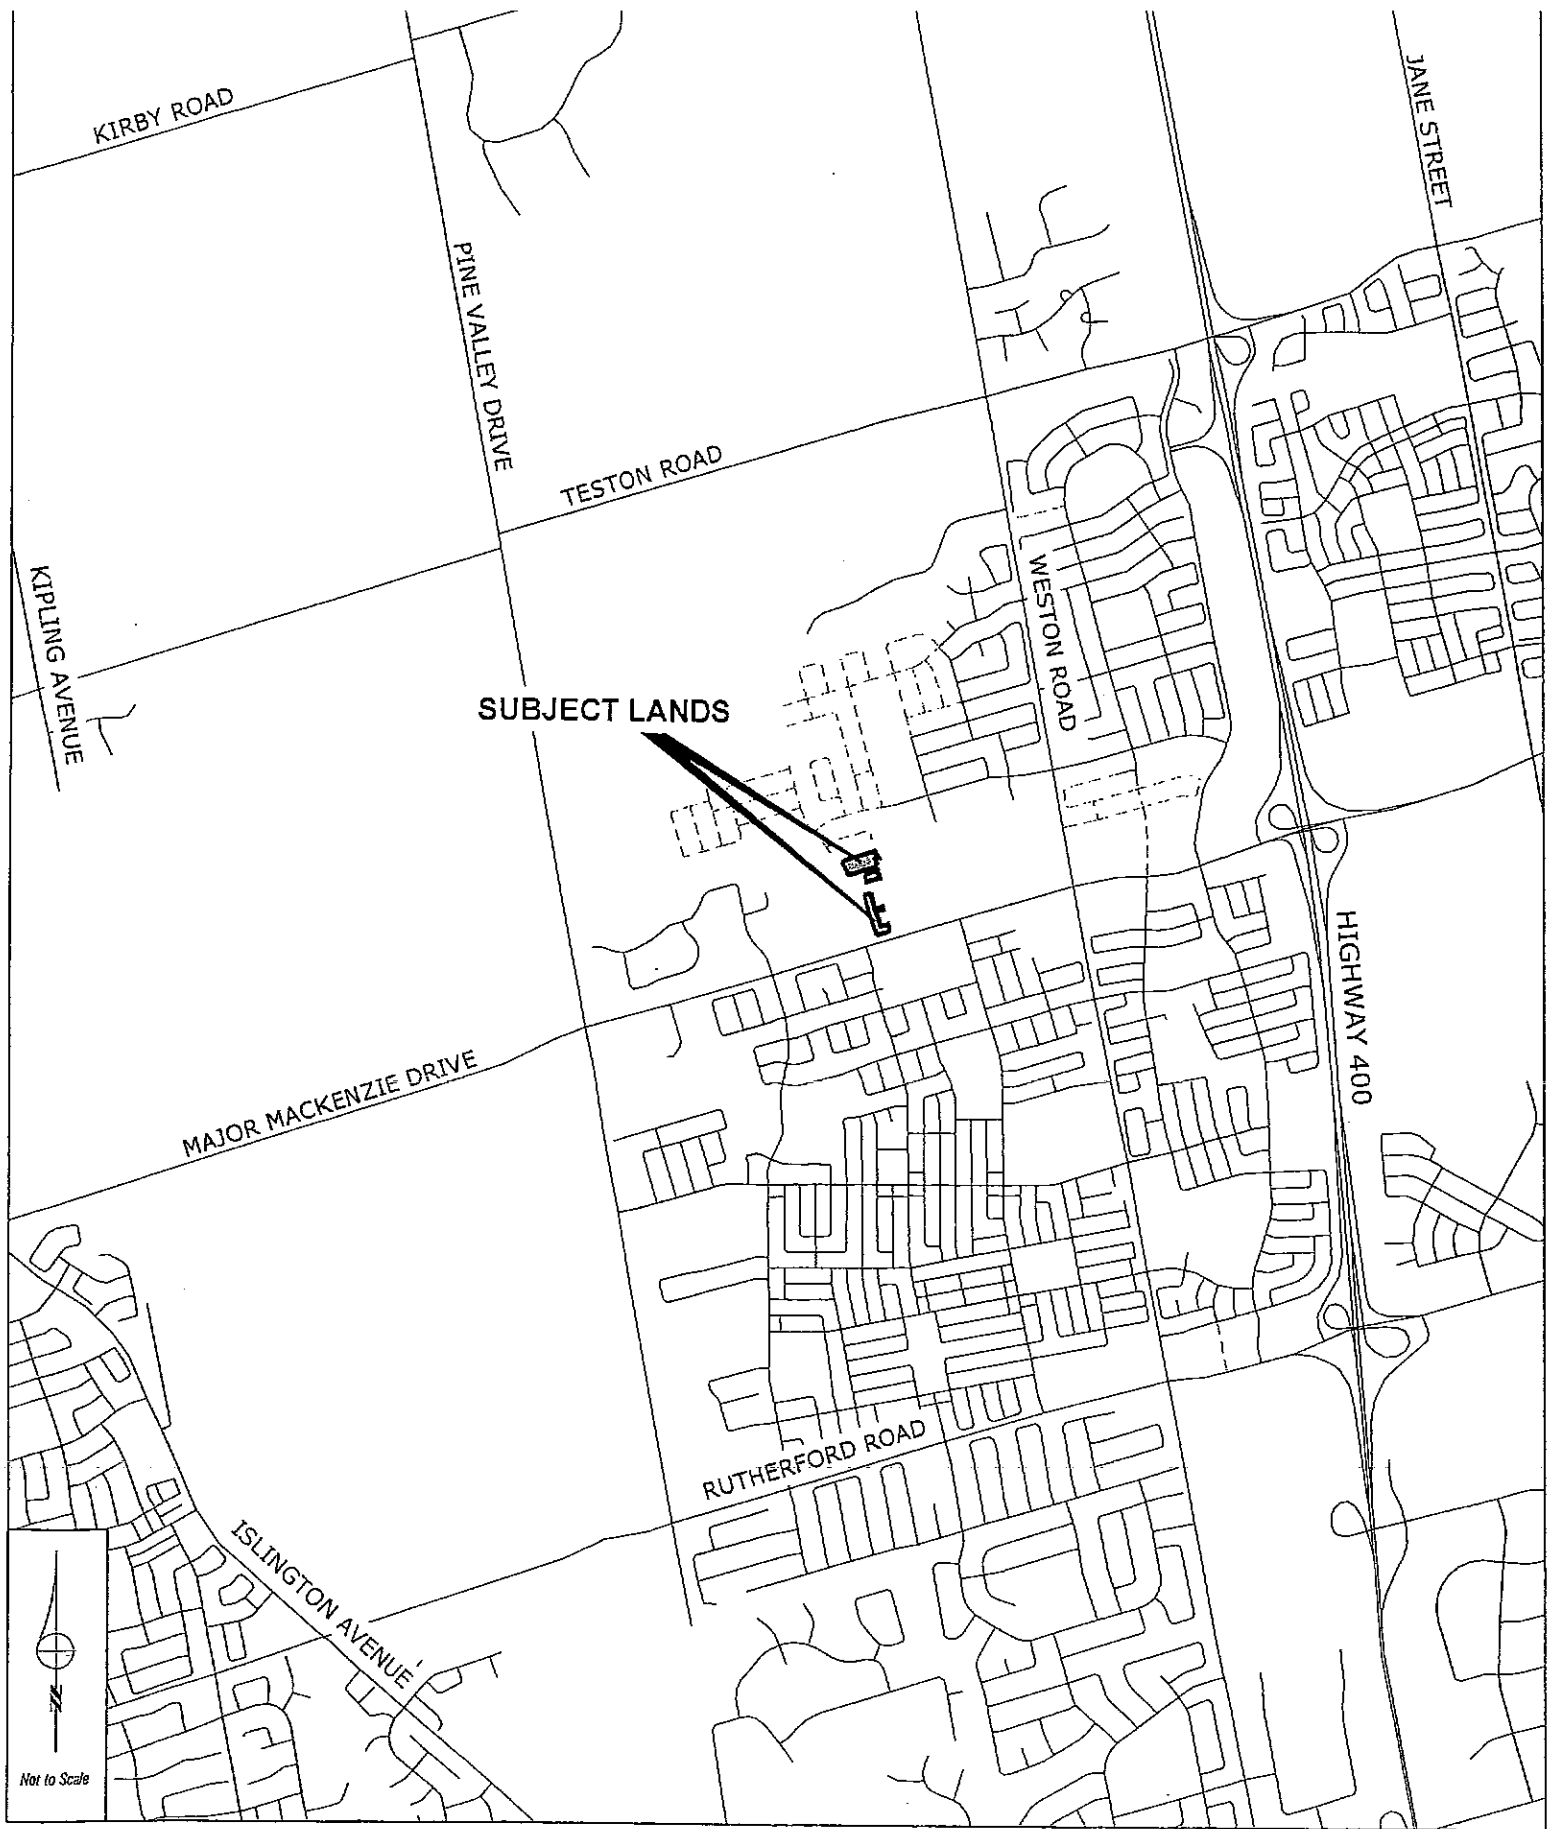 KIRBY ROAD
JANE STREET
PINE VALLEY DRIVE
TESTON ROAD
KIPLING AVENUE
WESTON ROAD
SUBJECT LANDS
HIGHWAY 400
MAJOR MACKENZIE DRIVE
RUTHERFORD ROAD
ISLINGTON AVENUE
N
Not to Scale